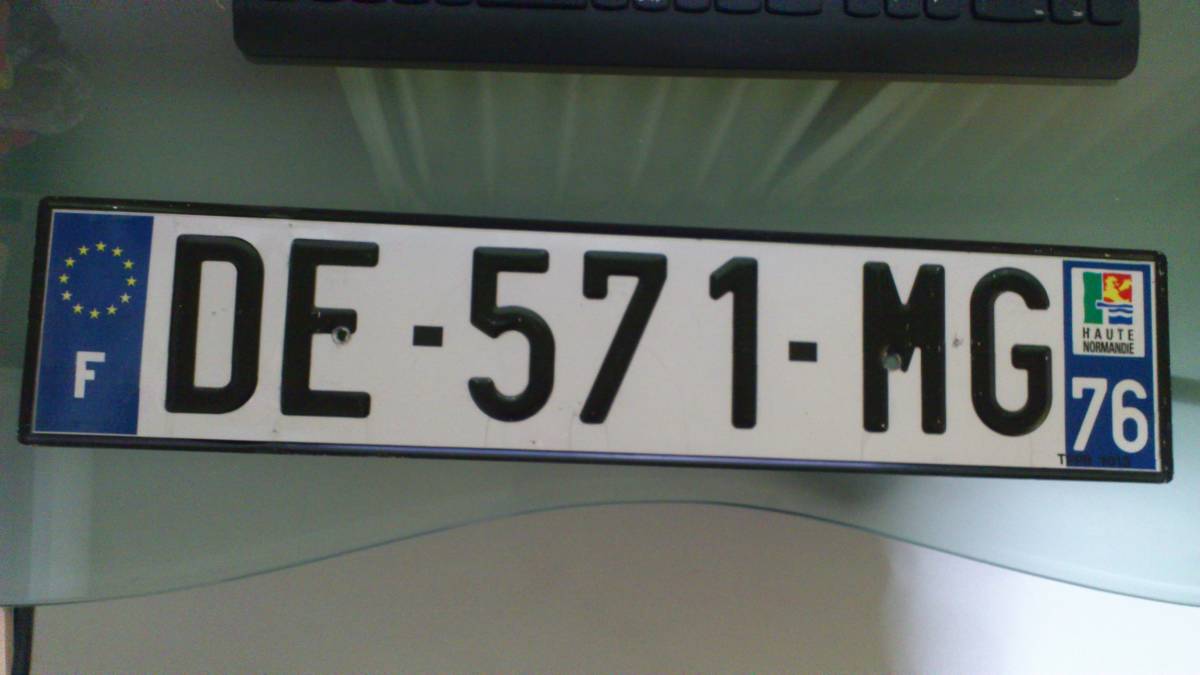 F
DE-571-MG
HAUTE
NORMANDIE
76